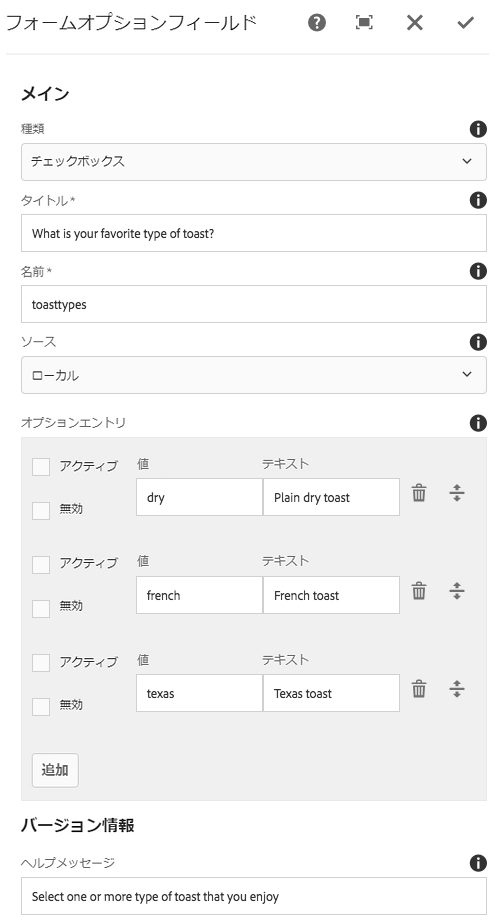 フォームオプションフィールド
メイン
種類
チェックボックス
タイトル*
What is your favorite type of toast?
名前*
toasttypes
ソース
ローカル
オプションエントリ
アクティブ 値 テキスト
無効 dry Plain dry toast
アクティブ 値 テキスト
無効 french French toast
アクティブ 値 テキスト
無効 texas Texas toast
追加
バージョン情報
ヘルプメッセージ
Select one or more type of toast that you enjoy